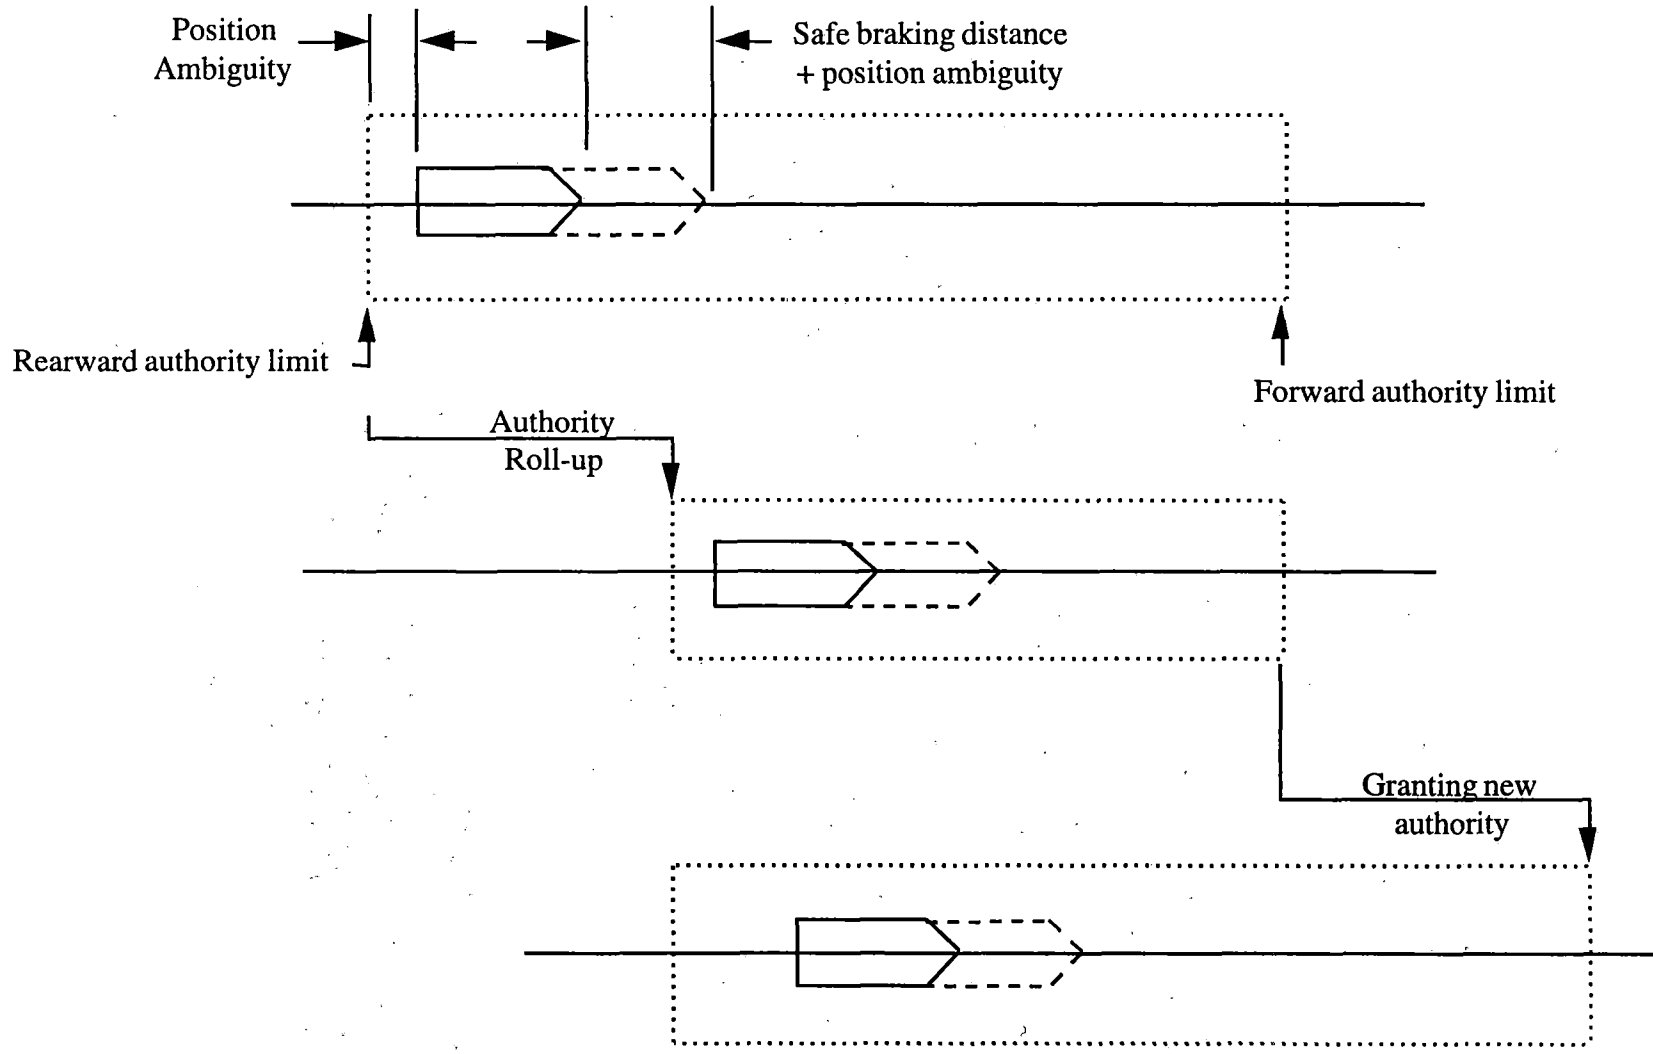 Position
Ambiguity
Safe braking distance
+ position ambiguity
Rearward authority limit
Forward authority limit
Authority
Roll-up
Granting new
authority